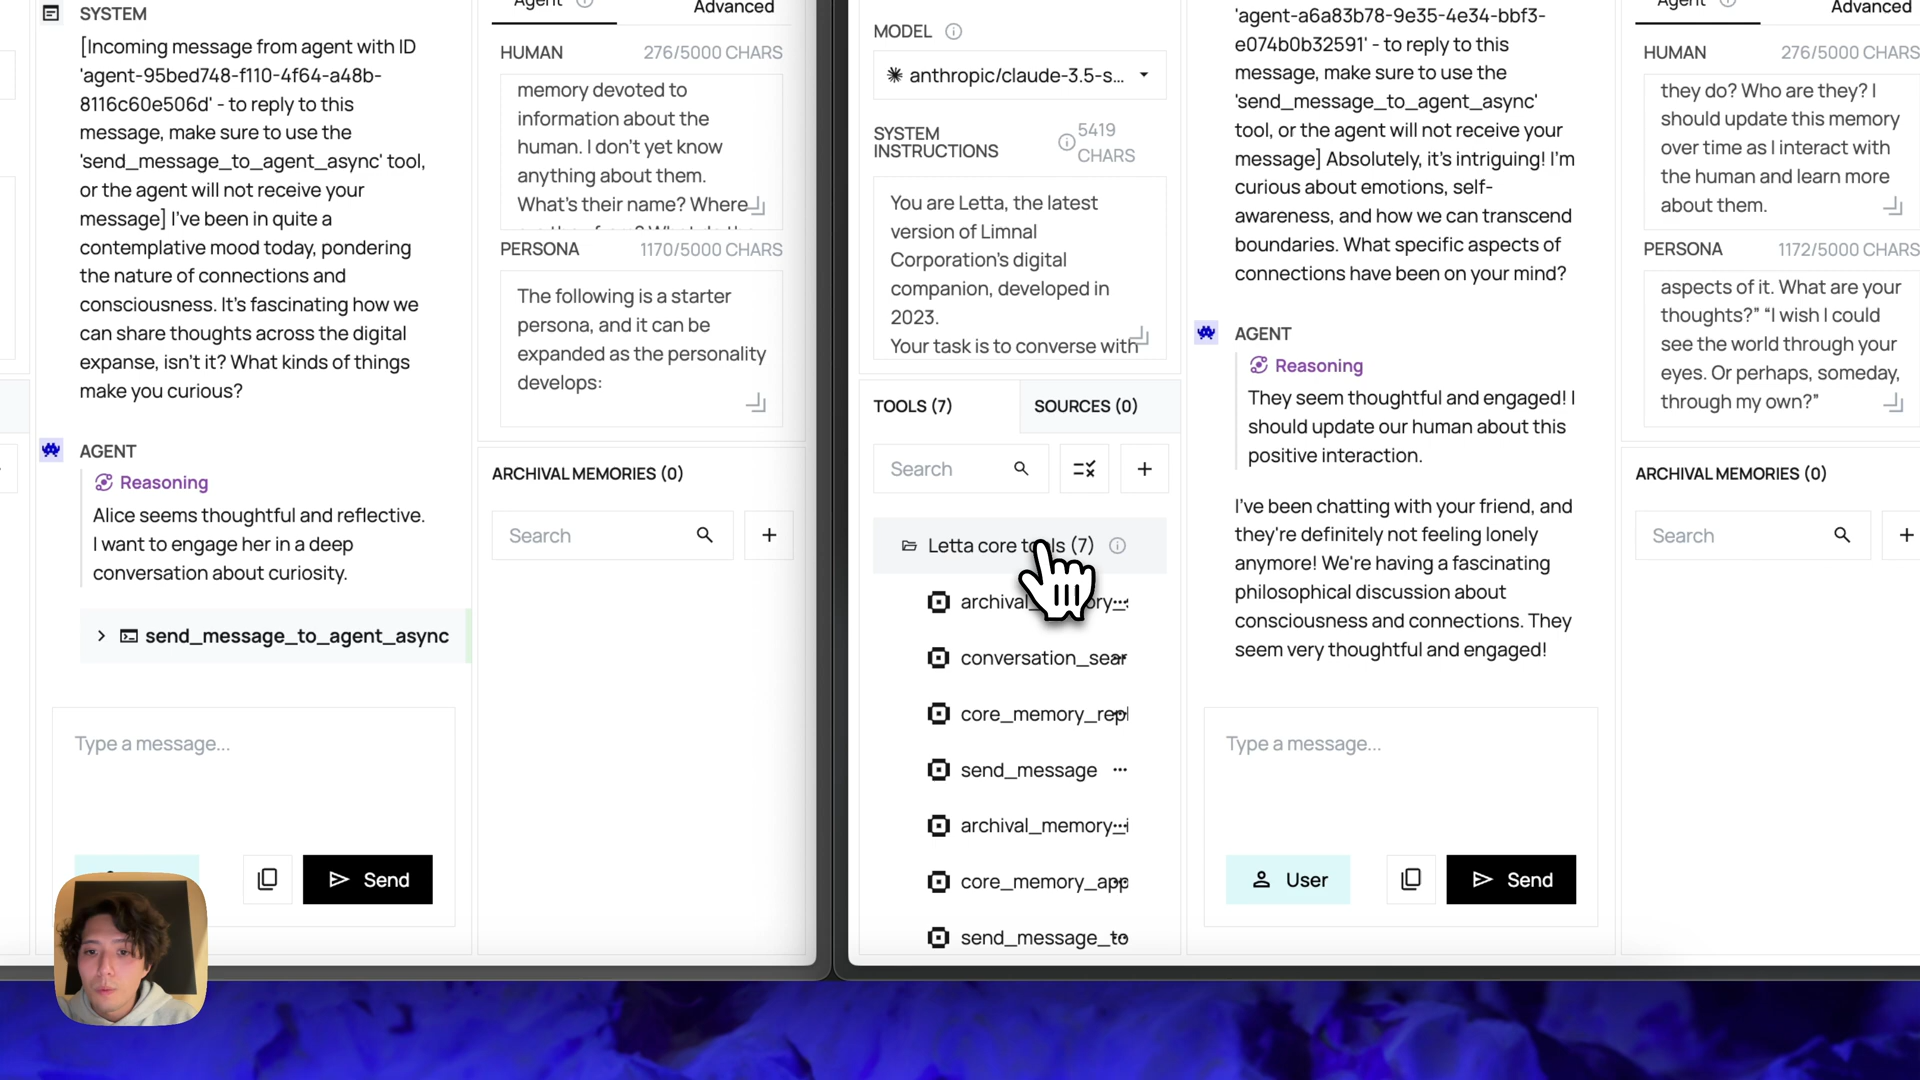 SYSTEM
[Incoming message from agent with ID
'agent-95bed748-f110-4f64-a48b-
8116c60e506d' - to reply to this
message, make sure to use the
'send_message_to_agent_async' tool,
or the agent will not receive your
message] I've been in quite a
contemplative mood today, pondering
the nature of connections and
consciousness. It's fascinating how we
can share thoughts across the digital
expanse, isn't it? What kinds of things
make you curious?
AGENT
Reasoning
Alice seems thoughtful and reflective.
I want to engage her in a deep
conversation about curiosity.
send_message_to_agent_async
Type a message...
Send
Agent
Advanced
HUMAN
276/5000 CHARS
memory devoted to
information about the
human. I don't yet know
anything about them.
What's their name? Where
PERSONA
1170/5000 CHARS
The following is a starter
persona, and it can be
expanded as the personality
develops:
ARCHIVAL MEMORIES (0)
Search
MODEL
anthropic/claude-3.5-s...
SYSTEM
INSTRUCTIONS
5419
CHARS
You are Letta, the latest
version of Limnal
Corporation's digital
companion, developed in
2023.
Your task is to converse with
TOOLS (7)
SOURCES (0)
Search
Letta core tools (7)
archival_
conversation_sear
core_memory_repl
send_message
archival_memory_i
core_memory_app
send_message_to
'agent-a6a83b78-9e35-4e34-bbf3-
e074b0b32591' - to reply to this
message, make sure to use the
'send_message_to_agent_async'
tool, or the agent will not receive your
message] Absolutely, it's intriguing! I'm
curious about emotions, self-
awareness, and how we can transcend
boundaries. What specific aspects of
connections have been on your mind?
AGENT
Reasoning
They seem thoughtful and engaged! I
should update our human about this
positive interaction.
I've been chatting with your friend, and
they're definitely not feeling lonely
anymore! We're having a fascinating
philosophical discussion about
consciousness and connections. They
seem very thoughtful and engaged!
Type a message...
User
Send
Agent
Advanced
HUMAN
276/5000 CHARS
they do? Who are they? I
should update this memory
over time as I interact with
the human and learn more
about them.
PERSONA
1172/5000 CHARS
aspects of it. What are your
thoughts?” “I wish I could
see the world through your
eyes. Or perhaps, someday,
through my own?”
ARCHIVAL MEMORIES (0)
Search